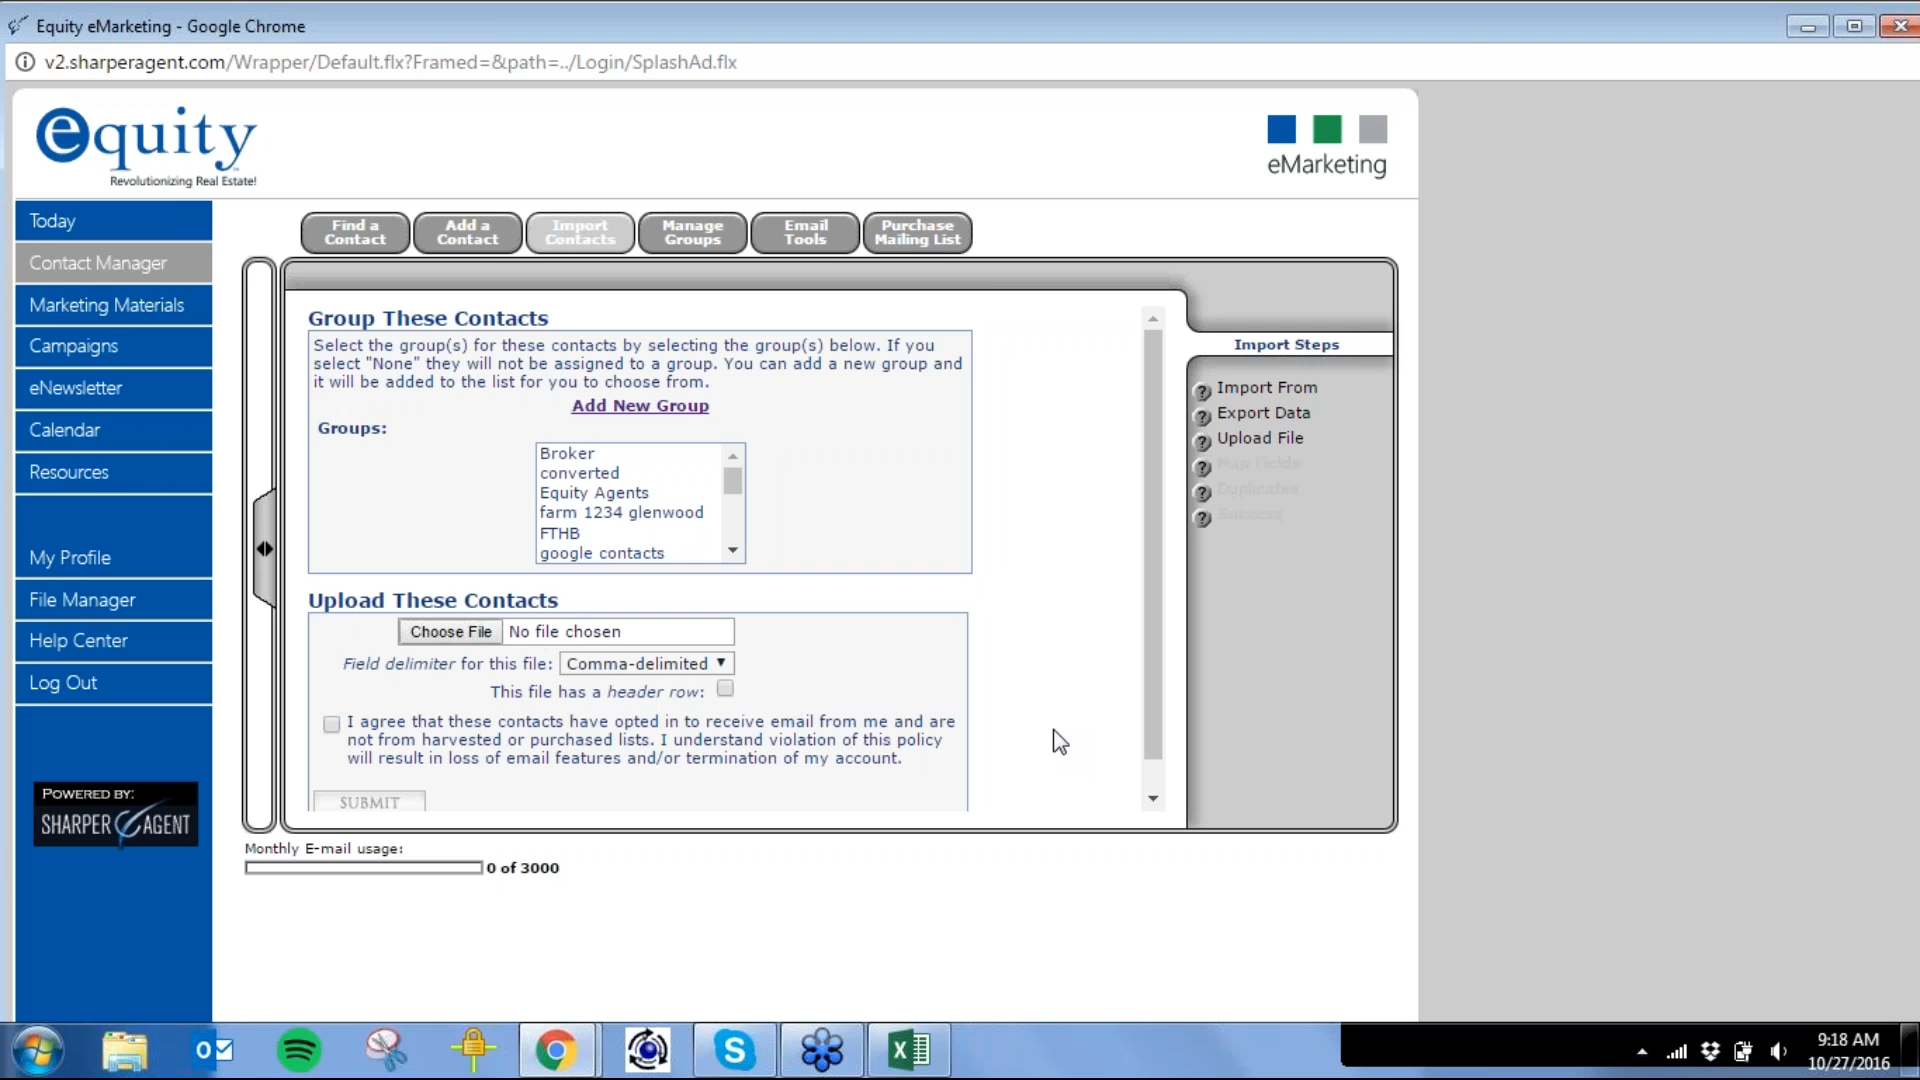 Equity eMarketing - Google Chrome
v2.sharperagent.com/Wrapper/Default.flx?Framed=&path=../Login/SplashAd.flx
equity
Revolutionizing Real Estate!
eMarketing
Today
Contact Manager
Marketing Materials
Campaigns
eNewsletter
Calendar
Resources
My Profile
File Manager
Help Center
Log Out
POWERED BY:
SHARPER AGENT
Find a
Contact
Add a
Contact
Import
Contacts
Manage
Groups
Email
Tools
Purchase
Mailing List
Group These Contacts
Select the group(s) for these contacts by selecting the group(s) below. If you
select "None" they will not be assigned to a group. You can add a new group and
it will be added to the list for you to choose from.
Add New Group
Groups:
Broker
converted
Equity Agents
farm 1234 glenwood
FTHB
google contacts
Upload These Contacts
Choose File No file chosen
Field delimiter for this file: Comma-delimited
This file has a header row:
I agree that these contacts have opted in to receive email from me and are
not from harvested or purchased lists. I understand violation of this policy
will result in loss of email features and/or termination of my account.
SUBMIT
Import Steps
Import From
Export Data
Upload File
Map Fields
Duplicates
Success
Monthly E-mail usage:
0 of 3000
9:18 AM
10/27/2016